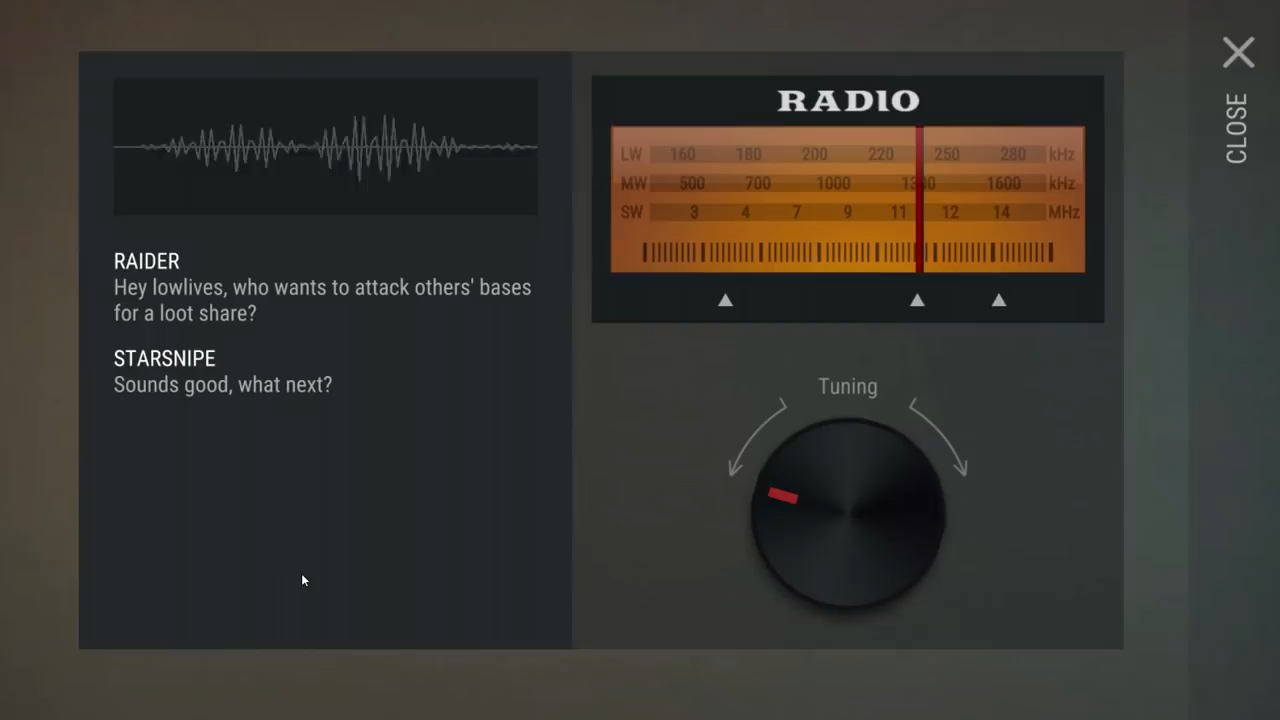 RAIDER
Hey lowlives, who wants to attack others' bases
for a loot share?
STARSNIPE
Sounds good, what next?
RADIO
LW 160 180 200 220 250 280 kHz
MW 500 700 1000 1300 1600 kHz
SW 3 4 7 9 11 12 14 MHz
Tuning
CLOSE